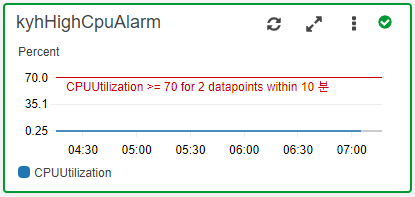 kyhHighCpuAlarm
Percent
70.0
CPUUtilization >= 70 for 2 datapoints within 10 분
35.1
0.25
04:30 05:00 05:30 06:00 06:30 07:00
CPUUtilization